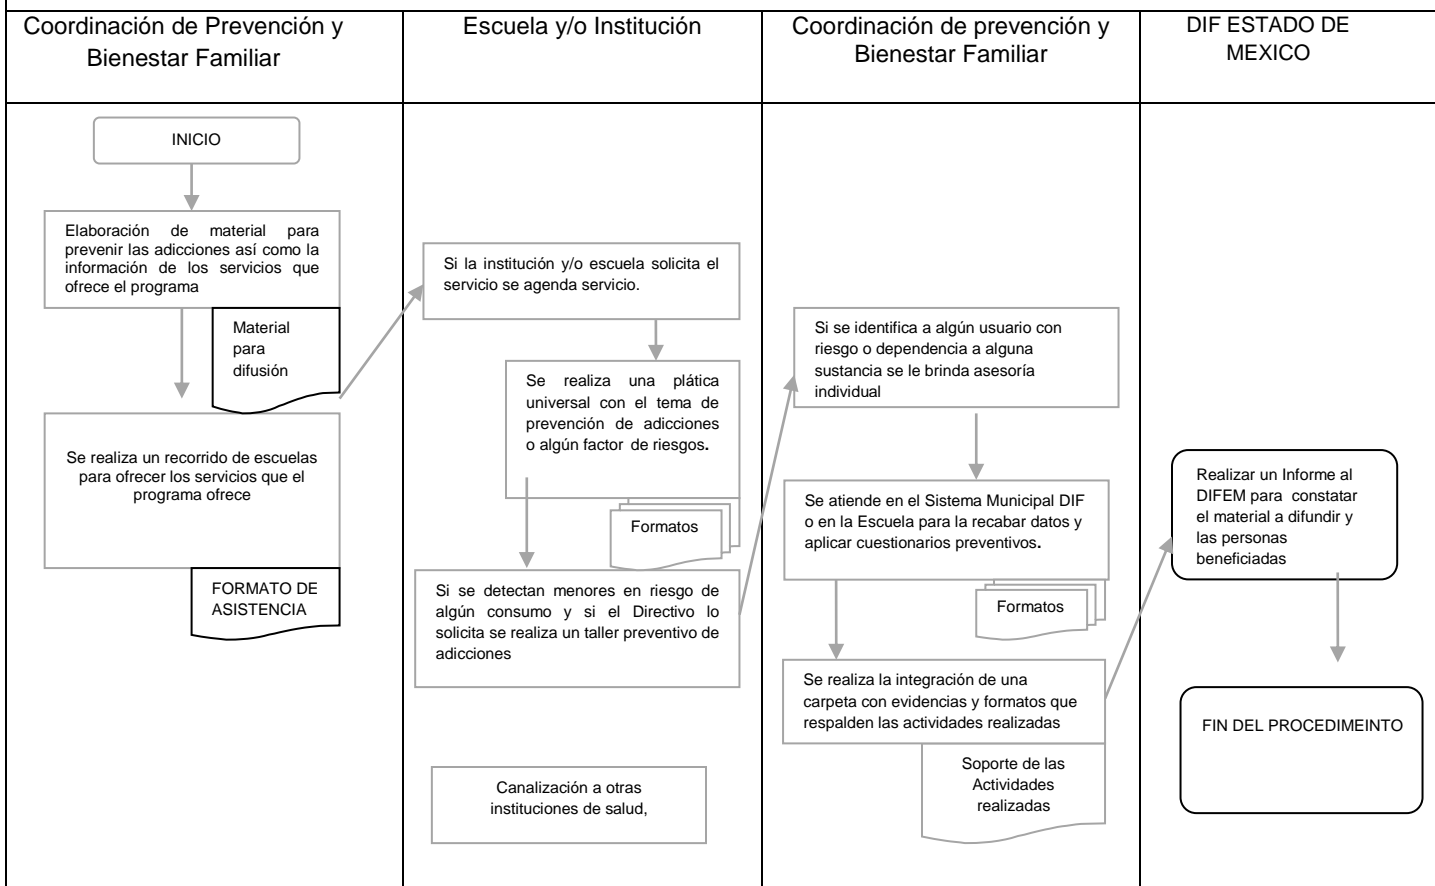 Coordinación de Prevención y
Bienestar Familiar
Escuela y/o Institución
Coordinación de prevención y
Bienestar Familiar
DIF ESTADO DE
MEXICO
INICIO
Elaboración de material para
prevenir las adicciones así como la
información de los servicios que
ofrece el programa
Material
para
difusión
Se realiza un recorrido de escuelas
para ofrecer los servicios que el
programa ofrece
FORMATO DE
ASISTENCIA
Si la institución y/o escuela solicita el
servicio se agenda servicio.
Se realiza una plática
universal con el tema de
prevención de adicciones
o algún factor de riesgos.
Formatos
Si se detectan menores en riesgo de
algún consumo y si el Directivo lo
solicita se realiza un taller preventivo de
adicciones
Canalización a otras
instituciones de salud,
Si se identifica a algún usuario con
riesgo o dependencia a alguna
sustancia se le brinda asesoría
individual
Se atiende en el Sistema Municipal DIF
o en la Escuela para la recabar datos y
aplicar cuestionarios preventivos.
Formatos
Se realiza la integración de una
carpeta con evidencias y formatos que
respalden las actividades realizadas
Soporte de las
Actividades
realizadas
Realizar un Informe al
DIFEM para constatar
el material a difundir y
las personas
beneficiadas
FIN DEL PROCEDIMEINTO